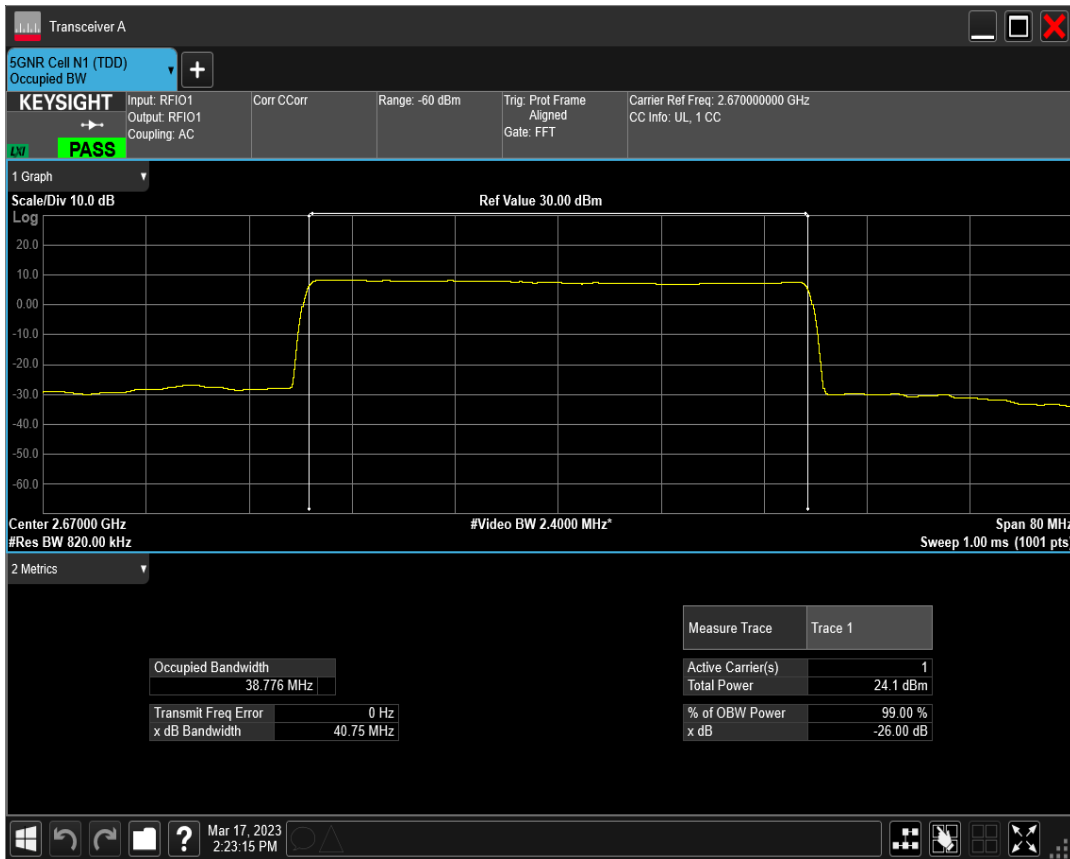 Transceiver A
5GNR Cell N1 (TDD)
Occupied BW
+
KEYSIGHT
LXI
PASS
Input: RFIO1
Output: RFIO1
Coupling: AC
Corr CCorr
Range: -60 dBm
Trig: Prot Frame
Aligned
Gate: FFT
Carrier Ref Freq: 2.670000000 GHz
CC Info: UL, 1 CC
1 Graph
Scale/Div 10.0 dB
Ref Value 30.00 dBm
Log
20.0
10.0
0.00
-10.0
-20.0
-30.0
-40.0
-50.0
-60.0
Center 2.67000 GHz
#Video BW 2.4000 MHz*
Span 80 MHz
#Res BW 820.00 kHz
Sweep 1.00 ms (1001 pts)
2 Metrics
Measure Trace
Trace 1
Occupied Bandwidth
38.776 MHz
Active Carrier(s) 1
Total Power 24.1 dBm
Transmit Freq Error 0 Hz
x dB Bandwidth 40.75 MHz
% of OBW Power 99.00 %
x dB -26.00 dB
?
Mar 17, 2023
2:23:15 PM